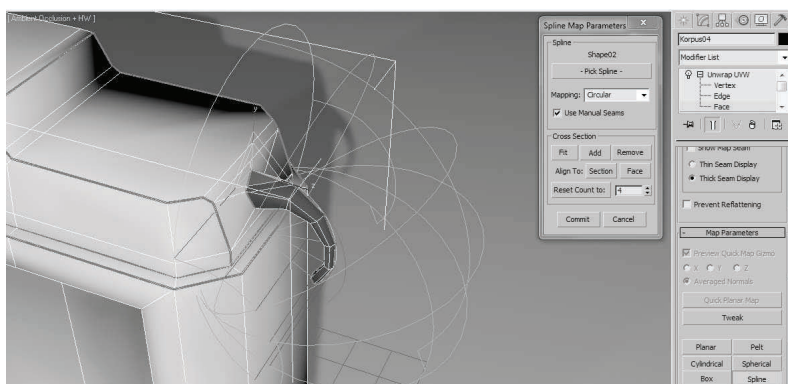 [Ambient Occlusion + HW ]
Spline Map Parameters
x
Spline
Shape02
- Pick Spline -
Mapping: Circular
Use Manual Seams
Cross Section
Fit Add Remove
Align To: Section Face
Reset Count to: 4
Commit Cancel
y
Korpus04
Modifier List
Unwrap UVW
Vertex
Edge
Face
Show Map Seam
Thin Seam Display
Thick Seam Display
Prevent Reflattening
- Map Parameters
Preview Quick Map Gizmo
X Y Z
Averaged Normals
Quick Planar Map
Tweak
Planar Pelt
Cylindrical Spherical
Box Spline